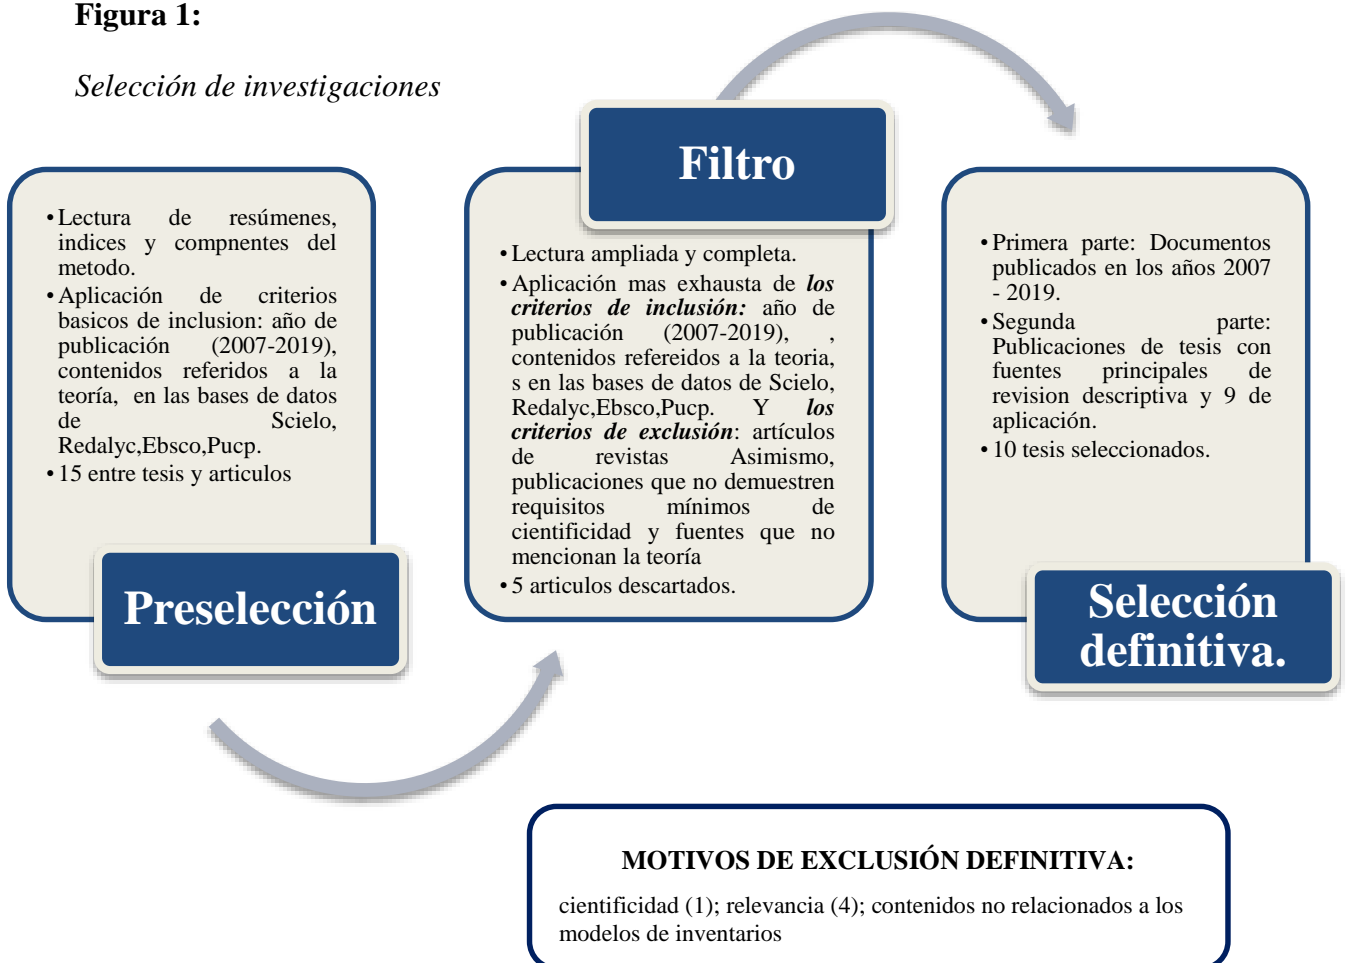 Figura 1:
Selección de investigaciones
•Lectura de resúmenes,
indices y compnentes del
metodo.
•Aplicación de criterios
basicos de inclusion: año de
publicación (2007-2019),
contenidos referidos a la
teoría, en las bases de datos
de Scielo,
Redalyc,Ebsco,Pucp.
•15 entre tesis y articulos
Preselección
Filtro
•Lectura ampliada y completa.
•Aplicación mas exhausta de los
criterios de inclusión: año de
publicación (2007-2019), ,
contenidos refereidos a la teoria,
s en las bases de datos de Scielo,
Redalyc,Ebsco,Pucp. Y los
criterios de exclusión: artículos
de revistas Asimismo,
publicaciones que no demuestren
requisitos mínimos de
cientificidad y fuentes que no
mencionan la teoría
•5 articulos descartados.
•Primera parte: Documentos
publicados en los años 2007
- 2019.
•Segunda parte:
Publicaciones de tesis con
fuentes principales de
revision descriptiva y 9 de
aplicación.
•10 tesis seleccionados.
Selección
definitiva.
MOTIVOS DE EXCLUSIÓN DEFINITIVA:
cientificidad (1); relevancia (4); contenidos no relacionados a los
modelos de inventarios